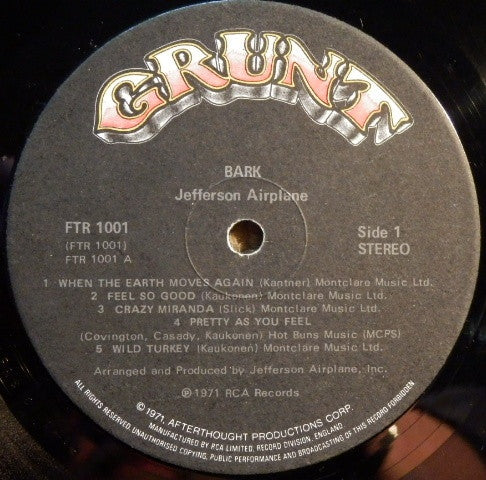 GRUNT
BARK
Jefferson Airplane
FTR 1001
(FTR 1001)
FTR 1001 A
Side 1
STEREO
1 WHEN THE EARTH MOVES AGAIN (Kantner) Montclare Music Ltd.
2 FEEL SO GOOD (Kaukonen) Montclare Music Ltd.
3 CRAZY MIRANDA (Slick) Montclare Music Ltd.
4 PRETTY AS YOU FEEL
(Covington, Casady, Kaukonen) Hot Buns Music (MCPS)
5 WILD TURKEY (Kaukonen) Montclare Music Ltd.
Arranged and Produced by Jefferson Airplane, Inc.
℗1971 RCA Records
©1971, AFTERTHOUGHT PRODUCTIONS CORP.
MANUFACTURED BY RCA LIMITED, RECORD DIVISION, ENGLAND
ALL RIGHTS RESERVED, UNAUTHORISED COPYING, PUBLIC PERFORMANCE AND BROADCASTING OF THIS RECORD FORBIDDEN